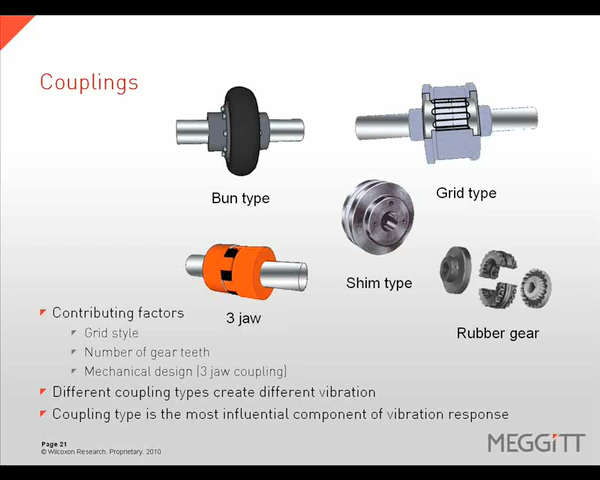 Couplings
Bun type
Grid type
Shim type
3 jaw
Rubber gear
Contributing factors
Grid style
Number of gear teeth
Mechanical design (3 jaw coupling)
Different coupling types create different vibration
Coupling type is the most influential component of vibration response
Page 21
© Wilcoxon Research. Proprietary. 2010
MEGGITT